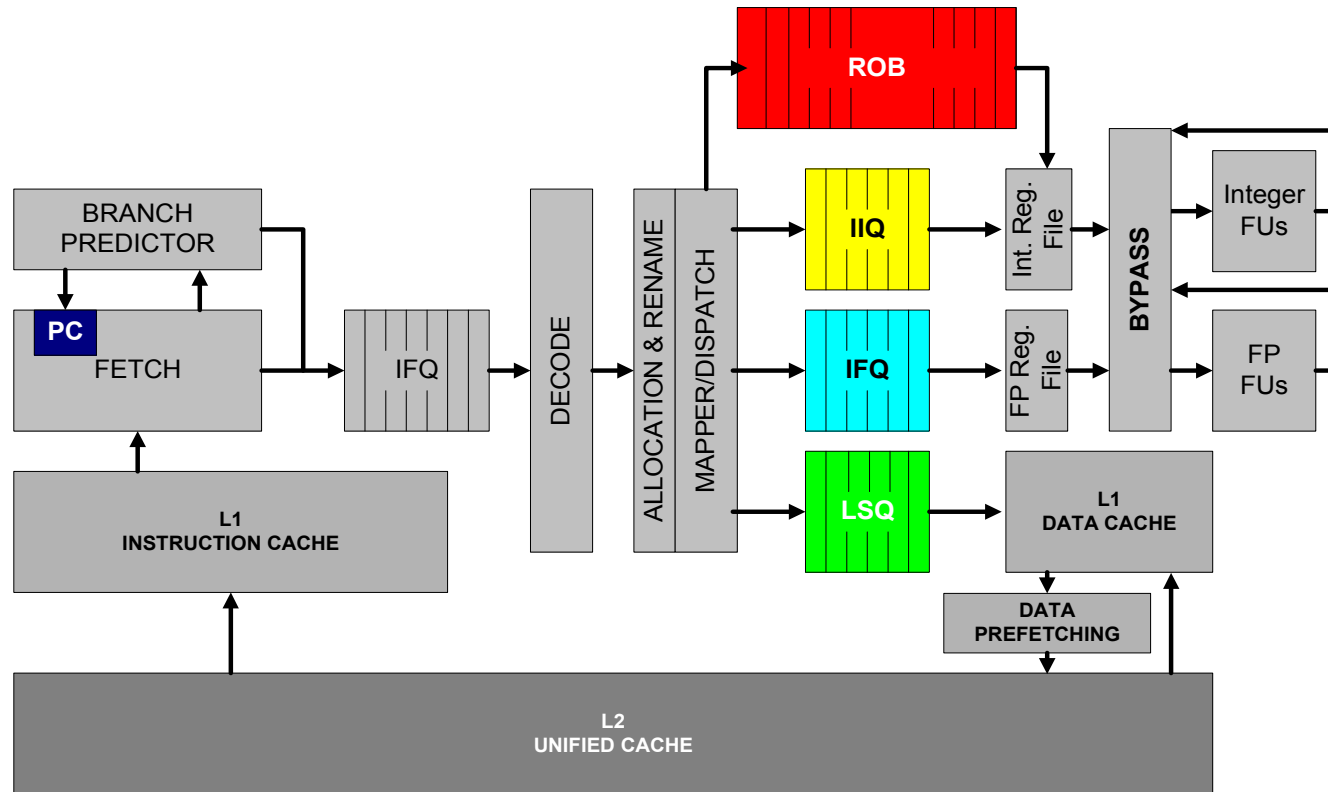 ROB
BRANCH
PREDICTOR
PC
FETCH
IFQ
DECODE
ALLOCATION & RENAME
MAPPER/DISPATCH
IIQ
IFQ
LSQ
Int. Reg.
File
FP Reg.
File
BYPASS
Integer
FUs
FP
FUs
L1
INSTRUCTION CACHE
L1
DATA CACHE
DATA
PREFETCHING
L2
UNIFIED CACHE